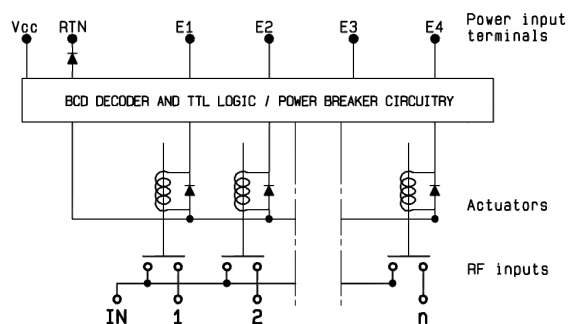 Vcc RTN E1 E2 E3 E4 Power input
terminals
BCD DECODER AND TTL LOGIC / POWER BREAKER CIRCUITRY
Actuators
RF inputs
IN 1 2 n